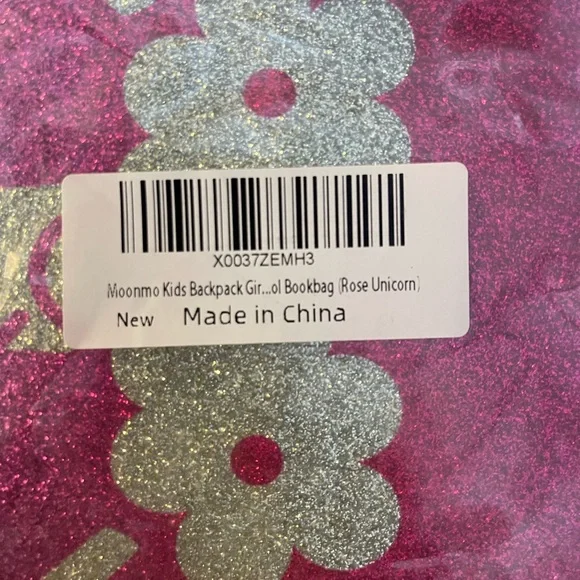 X0037ZEMH3
Moonmo Kids Backpack Gir...ol Bookbag (Rose Unicorn)
New Made in China